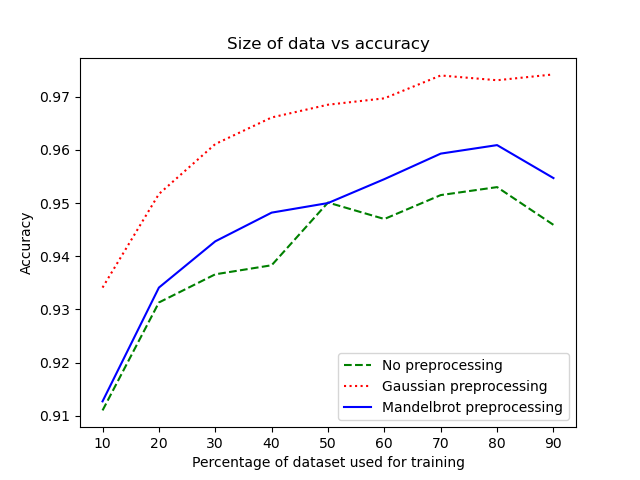 Size of data vs accuracy
Accuracy
0.97
0.96
0.95
0.94
0.93
0.92
0.91
No preprocessing
Gaussian preprocessing
Mandelbrot preprocessing
10 20 30 40 50 60 70 80 90
Percentage of dataset used for training